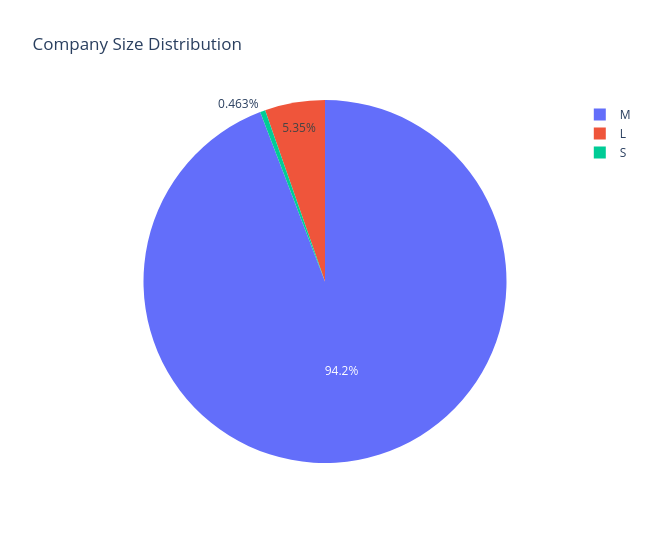 Company Size Distribution
0.463%
5.35%
94.2%
M
L
S